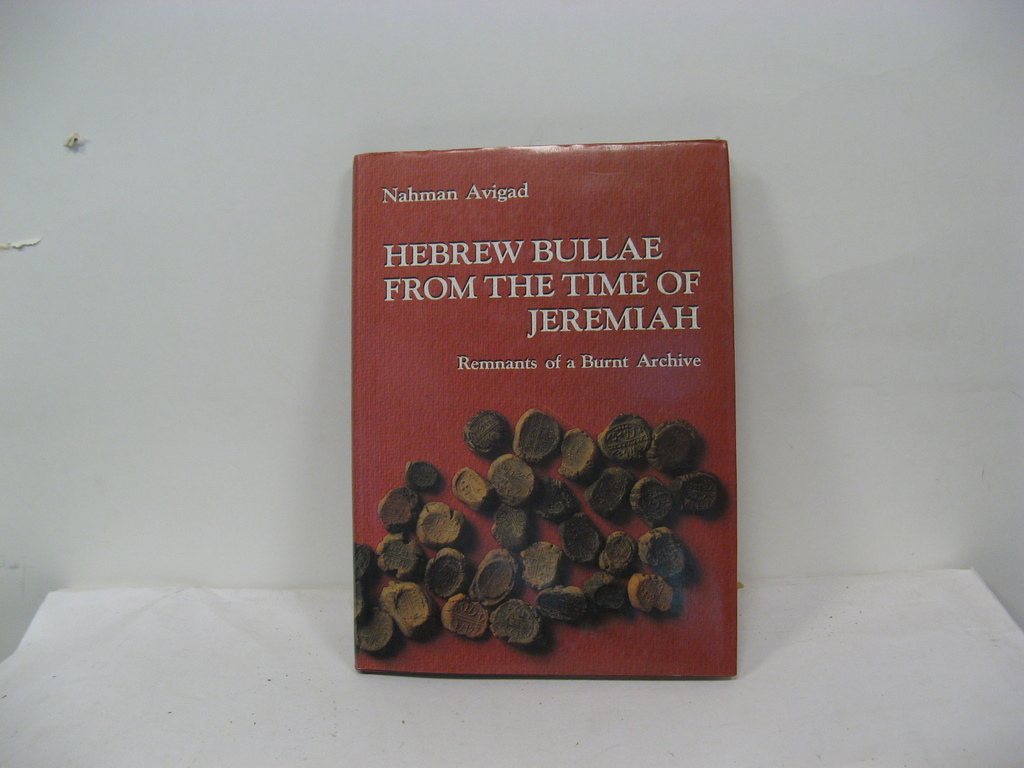 Nahman Avigad
HEBREW BULLAE
FROM THE TIME OF
JEREMIAH
Remnants of a Burnt Archive